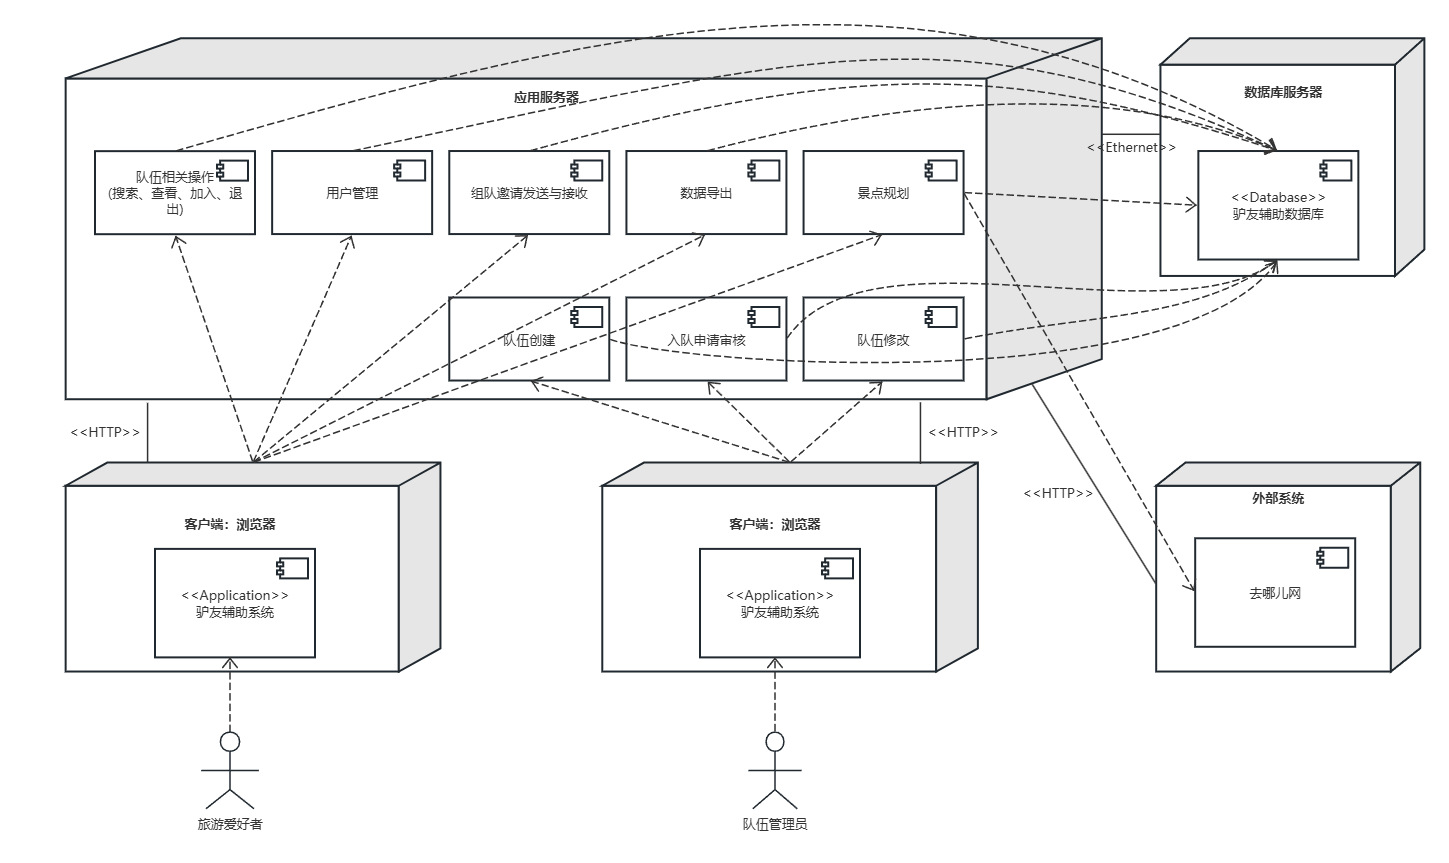 应用服务器
数据库服务器
<<Ethernet>>
队伍相关操作
(搜索、查看、加入、退
出)
用户管理
组队邀请发送与接收
数据导出
景点规划
<<Database>>
驴友辅助数据库
队伍创建
入队申请审核
队伍修改
<<HTTP>>
<<HTTP>>
<<HTTP>>
客户端：浏览器
<<Application>>
驴友辅助系统
客户端：浏览器
<<Application>>
驴友辅助系统
外部系统
去哪儿网
旅游爱好者
队伍管理员